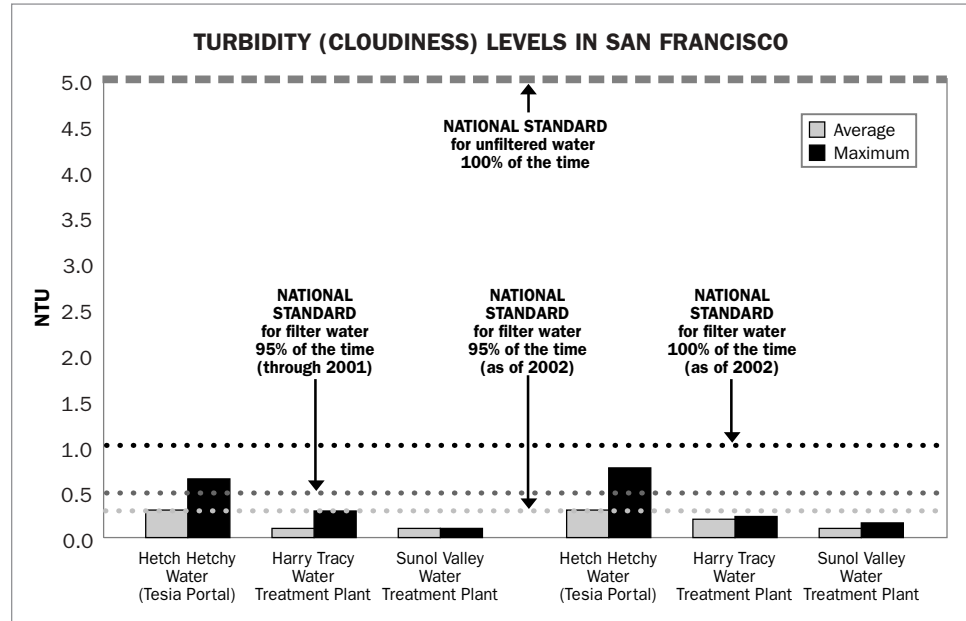 TURBIDITY (CLOUDINESS) LEVELS IN SAN FRANCISCO
5.0
4.5
4.0
3.5
3.0
2.5
2.0
1.5
1.0
0.5
0.0
NTU
NATIONAL STANDARD
for unfiltered water
100% of the time
Average
Maximum
NATIONAL
STANDARD
for filter water
95% of the time
(through 2001)
NATIONAL
STANDARD
for filter water
95% of the time
(as of 2002)
NATIONAL
STANDARD
for filter water
100% of the time
(as of 2002)
Hetch Hetchy
Water
(Tesia Portal)
Harry Tracy
Water
Treatment Plant
Sunol Valley
Water
Treatment Plant
Hetch Hetchy
Water
(Tesia Portal)
Harry Tracy
Water
Treatment Plant
Sunol Valley
Water
Treatment Plant